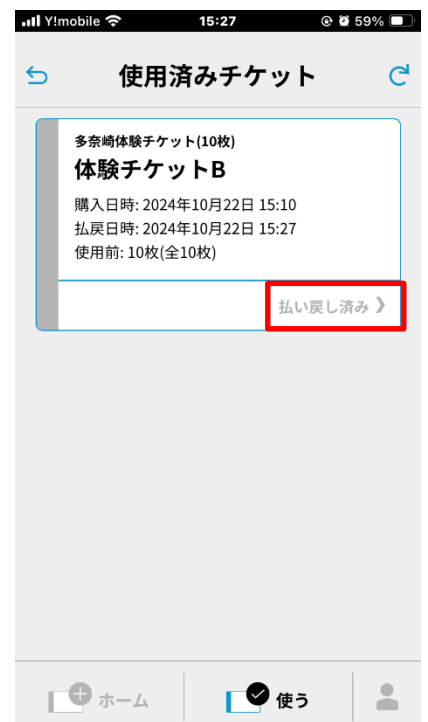 Y!mobile 15:27 59%
使用済みチケット
多奈崎体験チケット(10枚)
体験チケットB
購入日時: 2024年10月22日 15:10
払戻日時: 2024年10月22日 15:27
使用前: 10枚(全10枚)
払い戻し済み 》
ホーム 使う